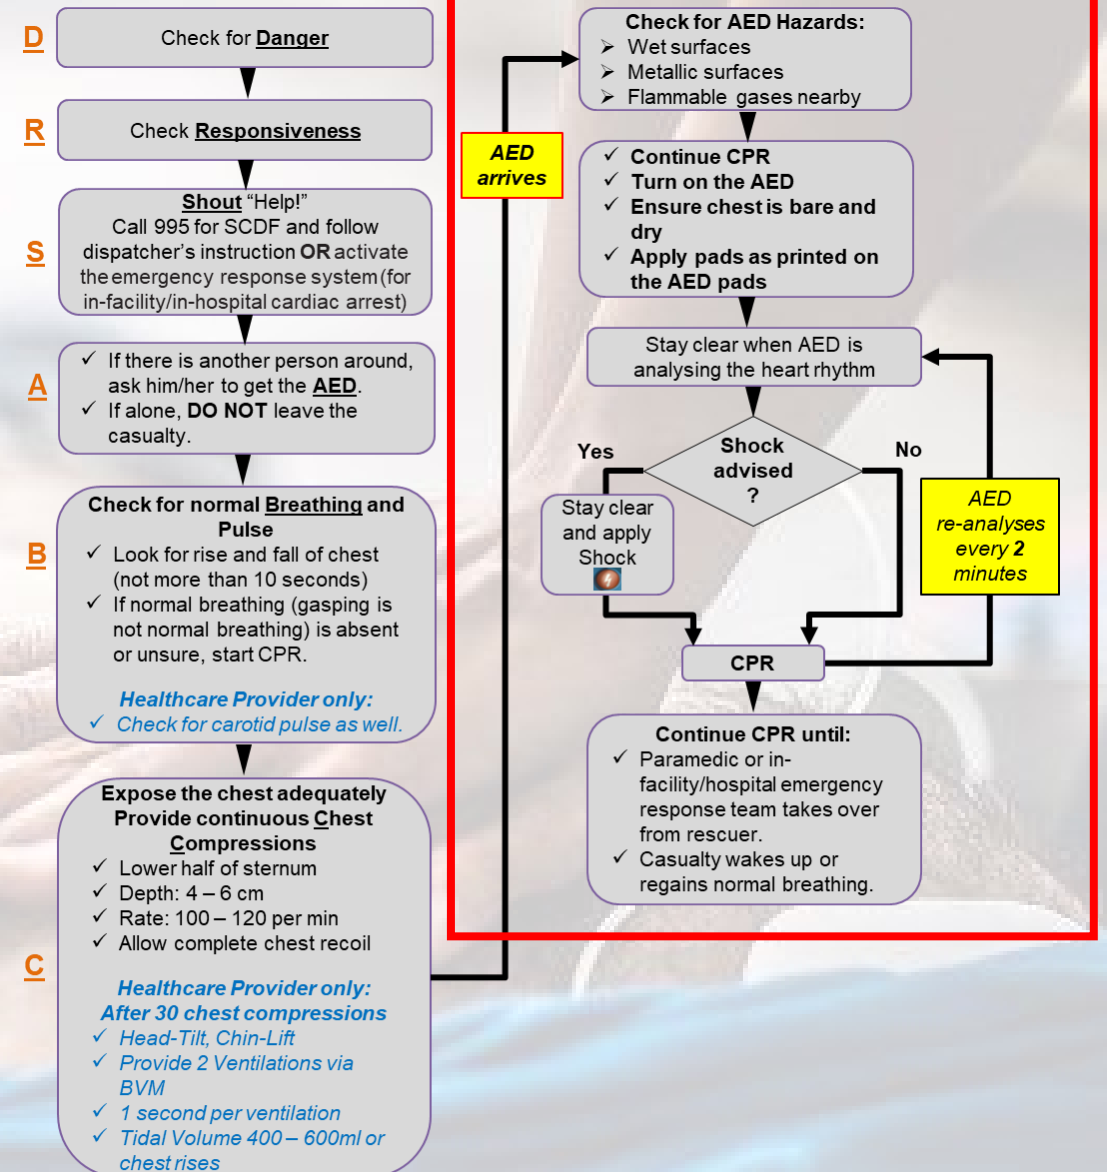 D
Check for Danger
R
Check Responsiveness
S
Shout “Help!”
Call 995 for SCDF and follow
dispatcher’s instruction OR activate
the emergency response system (for
in-facility/in-hospital cardiac arrest)
A
✓ If there is another person around,
ask him/her to get the AED.
✓ If alone, DO NOT leave the
casualty.
B
Check for normal Breathing and
Pulse
✓ Look for rise and fall of chest
(not more than 10 seconds)
✓ If normal breathing (gasping is
not normal breathing) is absent
or unsure, start CPR.
Healthcare Provider only:
✓ Check for carotid pulse as well.
C
Expose the chest adequately
Provide continuous Chest
Compressions
✓ Lower half of sternum
✓ Depth: 4 – 6 cm
✓ Rate: 100 – 120 per min
✓ Allow complete chest recoil
Healthcare Provider only:
After 30 chest compressions
✓ Head-Tilt, Chin-Lift
✓ Provide 2 Ventilations via
BVM
✓ 1 second per ventilation
✓ Tidal Volume 400 – 600ml or
chest rises
AED
arrives
Check for AED Hazards:
➢ Wet surfaces
➢ Metallic surfaces
➢ Flammable gases nearby
✓ Continue CPR
✓ Turn on the AED
✓ Ensure chest is bare and
dry
✓ Apply pads as printed on
the AED pads
Stay clear when AED is
analysing the heart rhythm
Shock
advised
?
Yes
No
Stay clear
and apply
Shock
AED
re-analyses
every 2
minutes
CPR
Continue CPR until:
✓ Paramedic or in-
facility/hospital emergency
response team takes over
from rescuer.
✓ Casualty wakes up or
regains normal breathing.